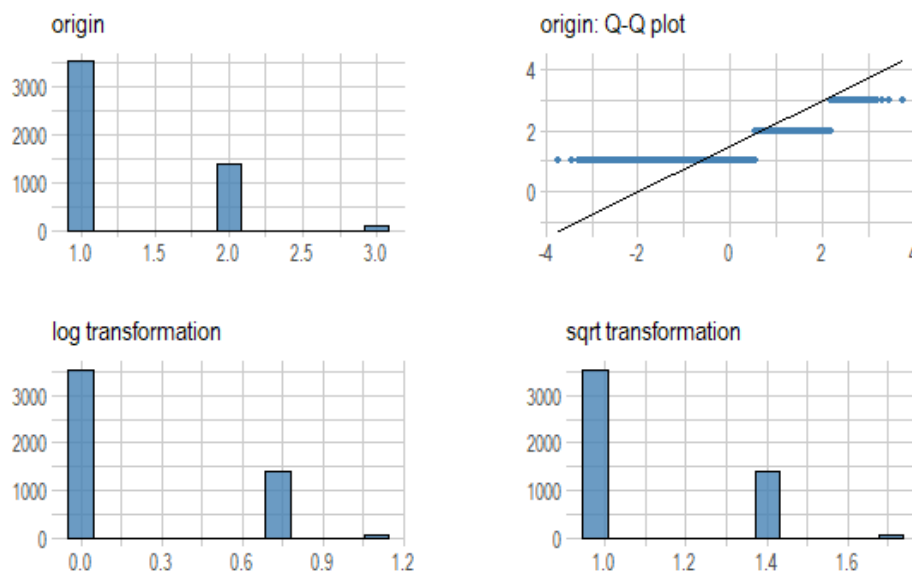 origin
3000
2000
1000
0
1.0 1.5 2.0 2.5 3.0
origin: Q-Q plot
4
2
0
-4 -2 0 2 4
log transformation
3000
2000
1000
0
0.0 0.3 0.6 0.9 1.2
sqrt transformation
3000
2000
1000
0
1.0 1.2 1.4 1.6